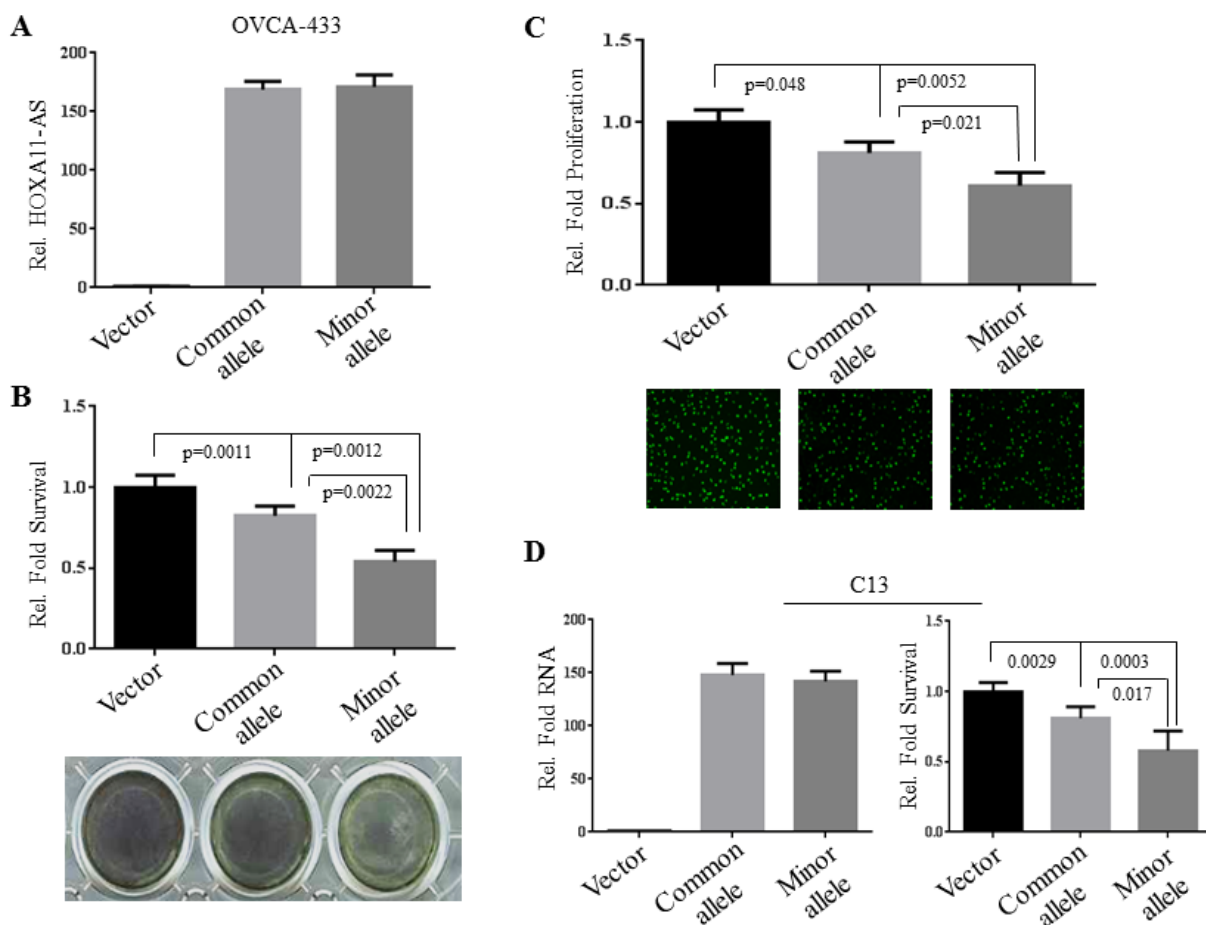 A
OVCA-433
Rel. HOXA11-AS
200
150
100
50
0
Vector
Common
allele
Minor
allele
B
Rel. Fold Survival
1.5
1.0
0.5
0.0
p=0.0011
p=0.0012
p=0.0022
Vector
Common
allele
Minor
allele
C
Rel. Fold Proliferation
1.5
1.0
0.5
0.0
p=0.048
p=0.0052
p=0.021
Vector
Common
allele
Minor
allele
D
C13
Rel. Fold RNA
200
150
100
50
0
Vector
Common
allele
Minor
allele
Rel. Fold Survival
1.5
1.0
0.5
0.0
0.0029
0.0003
0.017
Vector
Common
allele
Minor
allele